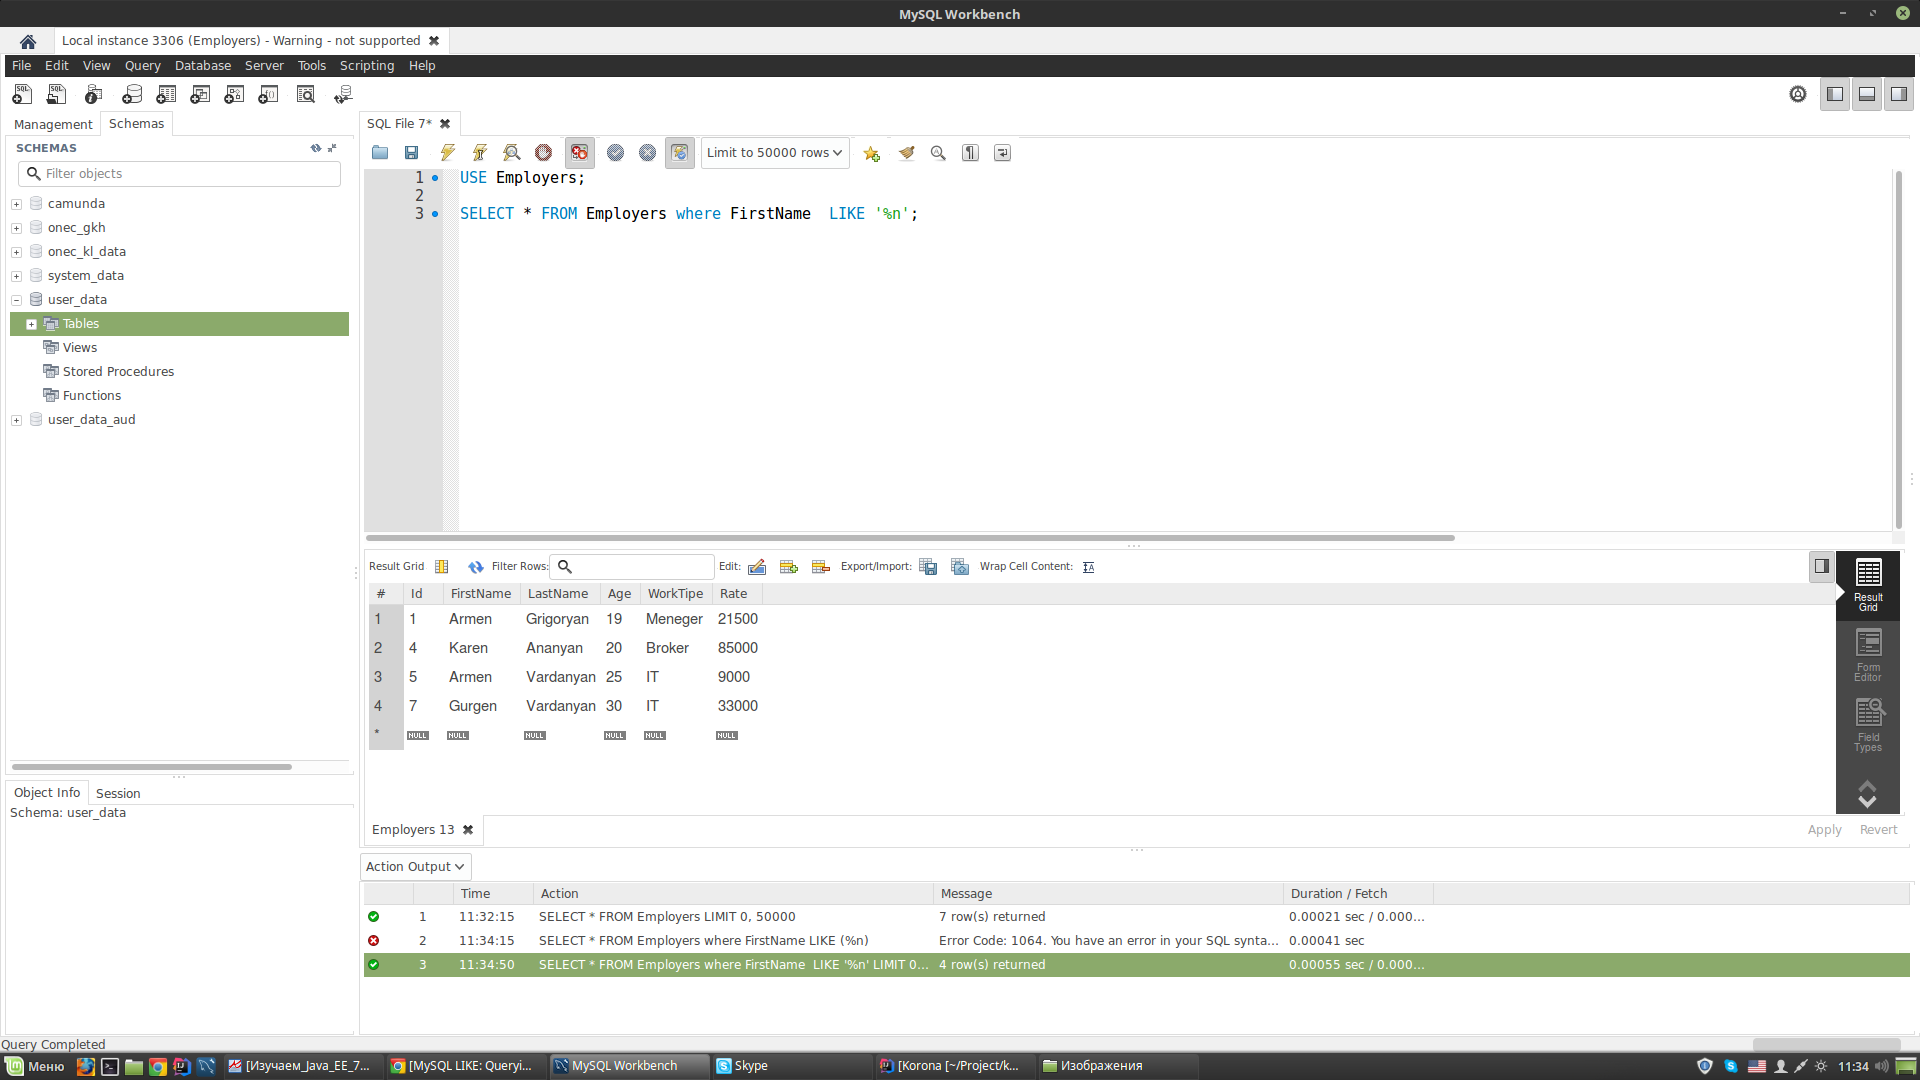 MySQL Workbench
Local instance 3306 (Employers) - Warning - not supported
File Edit View Query Database Server Tools Scripting Help
Management Schemas
SCHEMAS
Filter objects
camunda
onec_gkh
onec_kl_data
system_data
user_data
Tables
Views
Stored Procedures
Functions
user_data_aud
Object Info Session
Schema: user_data
SQL File 7*
Limit to 50000 rows
1 USE Employers;
2
3 SELECT * FROM Employers where FirstName  LIKE '%n';
Result Grid Filter Rows: Edit: Export/Import: Wrap Cell Content:
# Id FirstName LastName Age WorkTipe Rate
1 1 Armen Grigoryan 19 Meneger 21500
2 4 Karen Ananyan 20 Broker 85000
3 5 Armen Vardanyan 25 IT 9000
4 7 Gurgen Vardanyan 30 IT 33000
* NULL NULL NULL NULL NULL NULL
Result
Grid
Form
Editor
Field
Types
Employers 13
Apply Revert
Action Output
Time Action Message Duration / Fetch
1 11:32:15 SELECT * FROM Employers LIMIT 0, 50000 7 row(s) returned 0.00021 sec / 0.000...
2 11:34:15 SELECT * FROM Employers where FirstName LIKE (%n) Error Code: 1064. You have an error in your SQL synta... 0.00041 sec
3 11:34:50 SELECT * FROM Employers where FirstName  LIKE '%n' LIMIT 0... 4 row(s) returned 0.00055 sec / 0.000...
Query Completed
Меню [Изучаем_Java_EE_7... [MySQL LIKE: Queryi... MySQL Workbench Skype [Korona [~/Project/k... Изображения 11:34